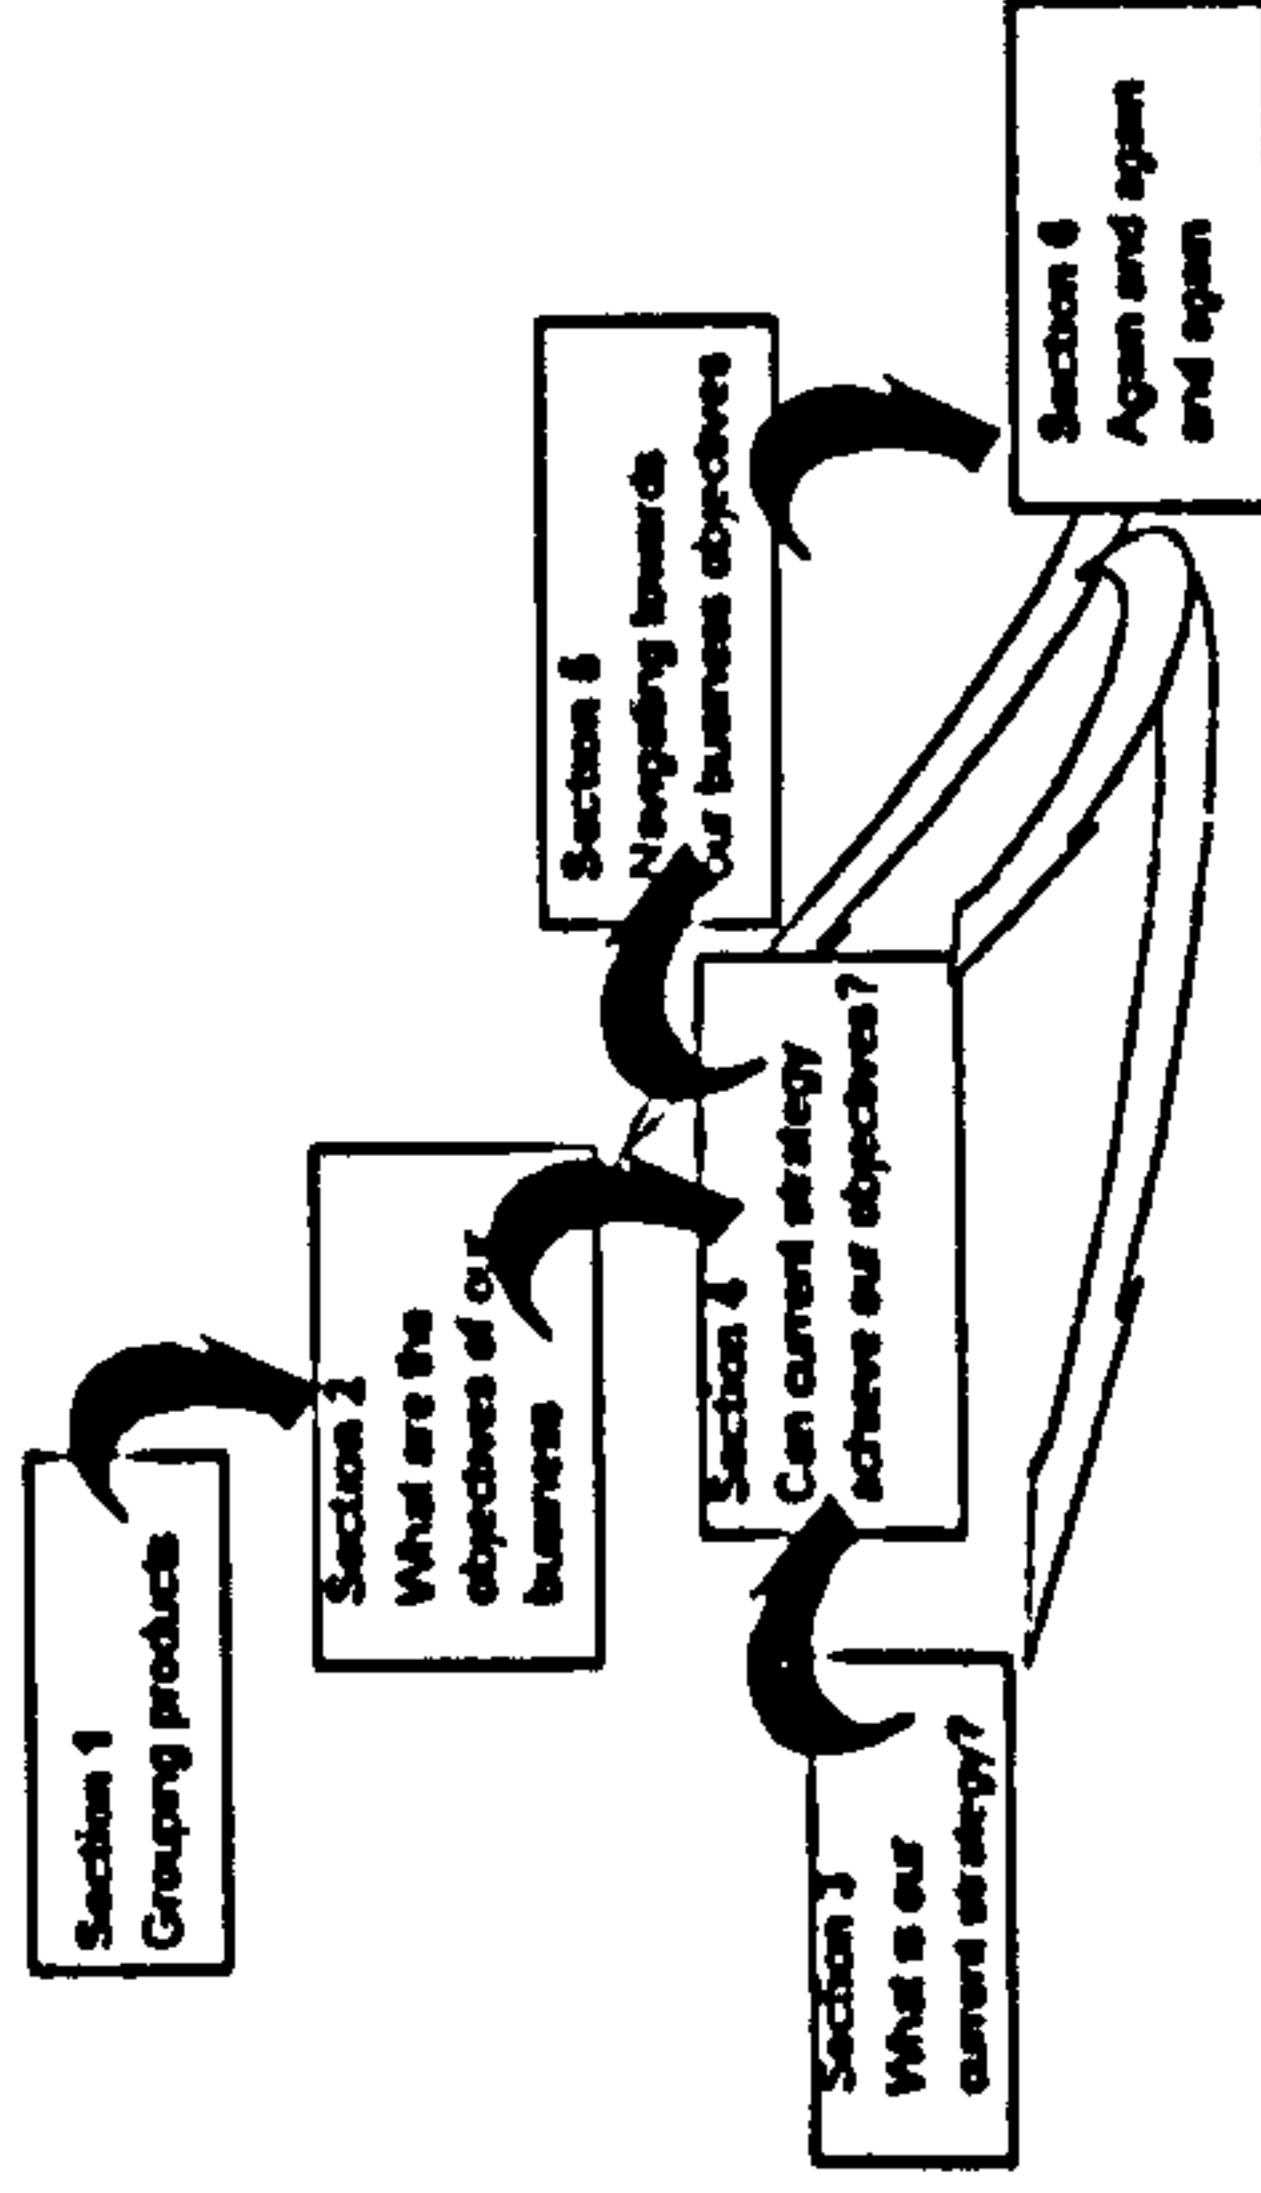 Section 1
Grouping products
Section 2
What are the
objectives of our
business
Section 3
What is our
current strategy?
Section 4
Can current strategy
achieve our objectives?
Section 5
Navigating towards
our business objectives
Section 6
Again and again
and again